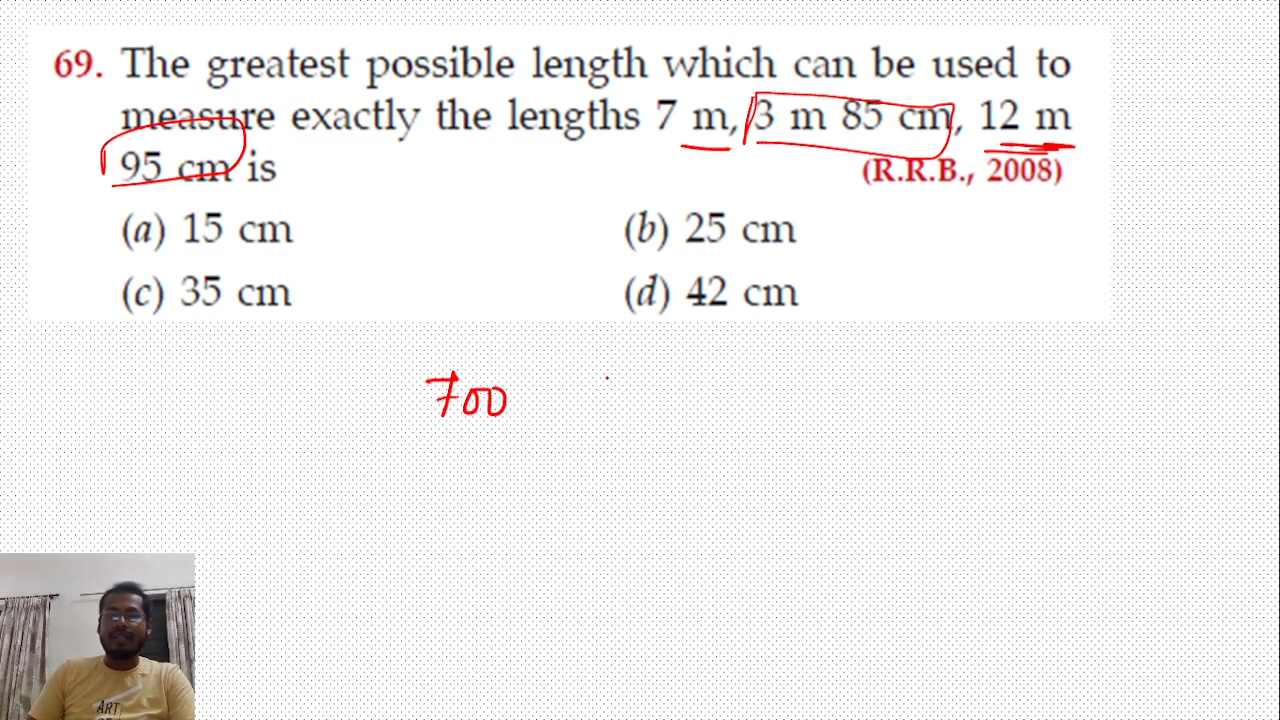 69. The greatest possible length which can be used to
measure exactly the lengths 7 m, 3 m 85 cm, 12 m
95 cm is (R.R.B., 2008)
(a) 15 cm (b) 25 cm
(c) 35 cm (d) 42 cm
700
ART